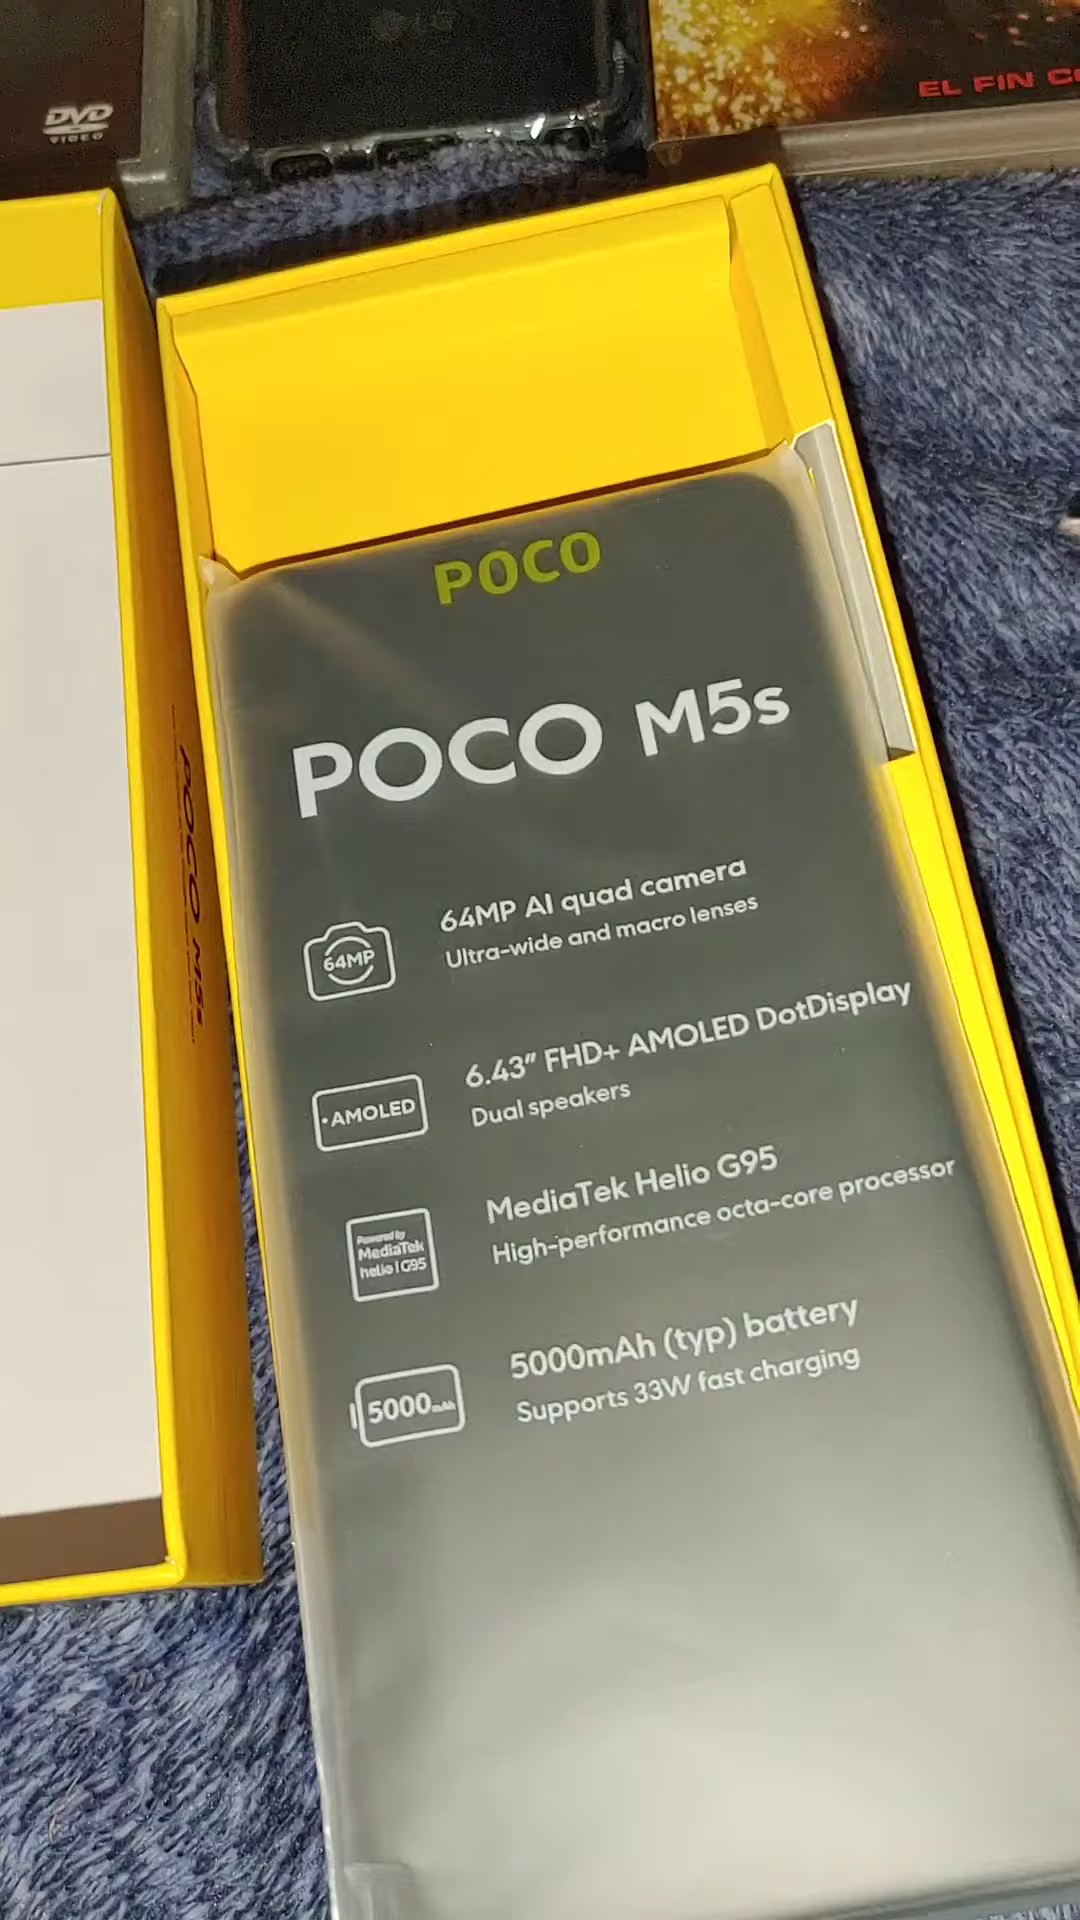 DVD
VIDEO
LG
EL FIN
POCO
POCO M5s
64MP
64MP AI quad camera
Ultra-wide and macro lenses
AMOLED
6.43" FHD+ AMOLED DotDisplay
Dual speakers
Powered by
MediaTek
helio | G95
MediaTek Helio G95
High-performance octa-core processor
5000mAh
5000mAh (typ) battery
Supports 33W fast charging
POCO M5s